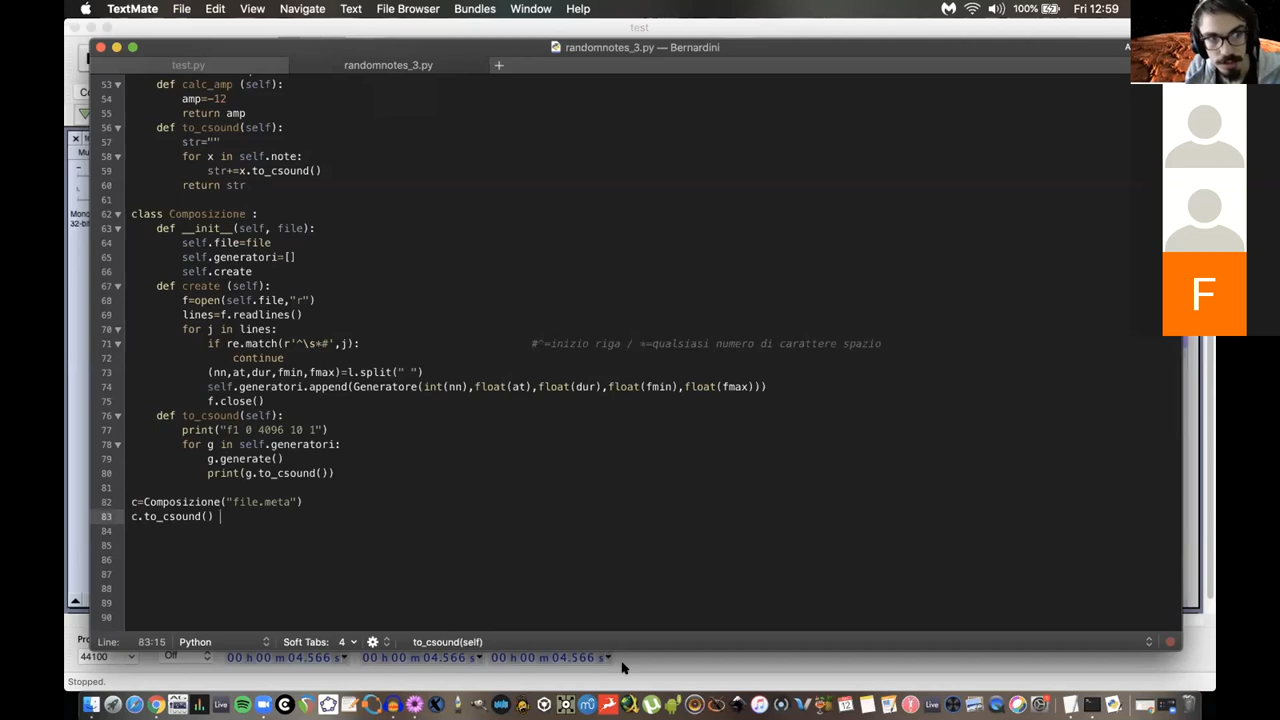 TextMate File Edit View Navigate Text File Browser Bundles Window Help 100% Fri 12:59
test
randomnotes_3.py — Bernardini
test.py randomnotes_3.py +
53 def calc_amp (self):
54 amp=-12
55 return amp
56 def to_csound(self):
57 str=""
58 for x in self.note:
59 str+=x.to_csound()
60 return str
61
62 class Composizione :
63 def __init__(self, file):
64 self.file=file
65 self.generatori=[]
66 self.create
67 def create (self):
68 f=open(self.file,"r")
69 lines=f.readlines()
70 for j in lines:
71 if re.match(r'^\s*#',j): #^=inizio riga / *=qualsiasi numero di carattere spazio
72 continue
73 (nn,at,dur,fmin,fmax)=l.split(" ")
74 self.generatori.append(Generatore(int(nn),float(at),float(dur),float(fmin),float(fmax)))
75 f.close()
76 def to_csound(self):
77 print("f1 0 4096 10 1")
78 for g in self.generatori:
79 g.generate()
80 print(g.to_csound())
81
82 c=Composizione("file.meta")
83 c.to_csound()
84
85
86
87
88
89
90
Line: 83:15 Python Soft Tabs: 4 to_csound(self)
44100 Off 00 h 00 m 04.566 s 00 h 00 m 04.566 s 00 h 00 m 04.566 s
Stopped.
Mono
32-bit
F